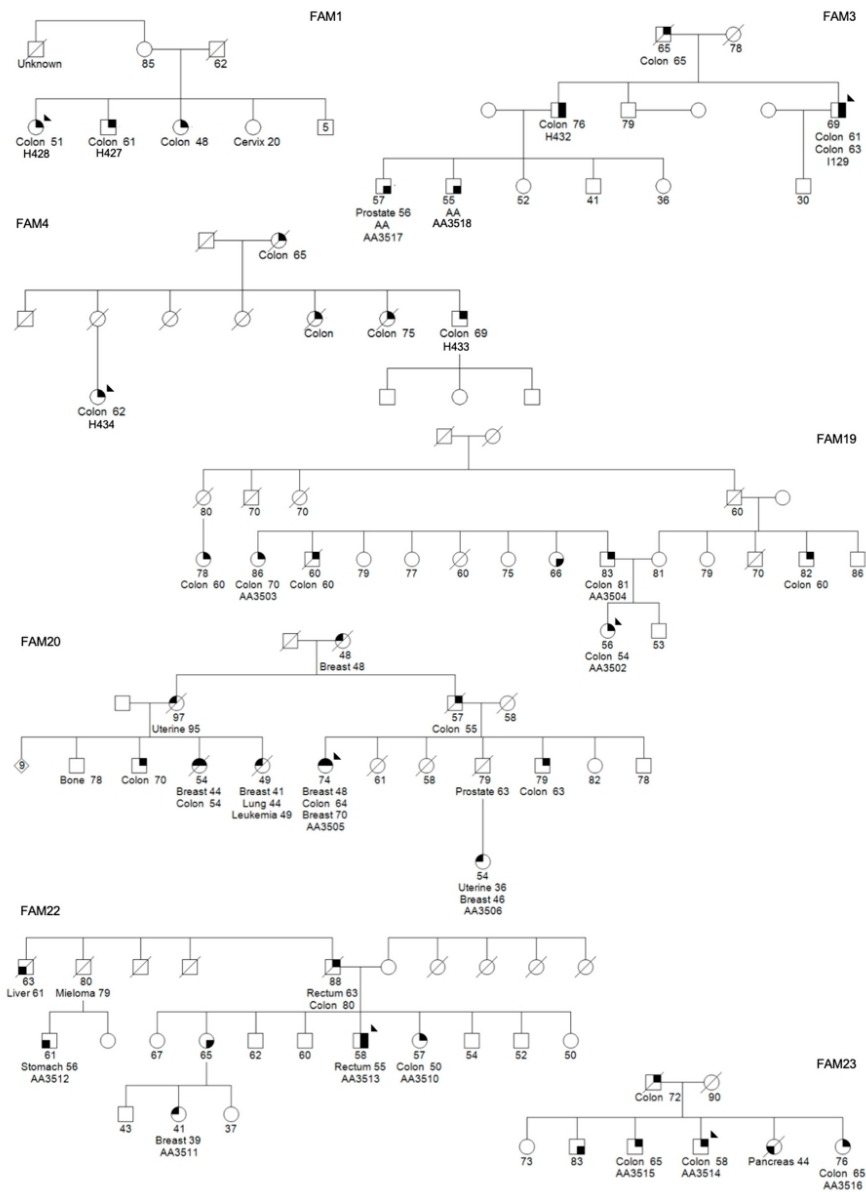 FAM1
Unknown
85
62
Colon 51
H428
Colon 61
H427
Colon 48
Cervix 20
5
FAM3
65
Colon 65
78
Colon 76
H432
79
69
Colon 61
Colon 63
I129
57
Prostate 56
AA
AA3517
55
AA
AA3518
52
41
36
30
FAM4
Colon 65
Colon
Colon 75
Colon 69
H433
Colon 62
H434
FAM19
80
70
70
60
78
Colon 60
86
Colon 70
AA3503
60
Colon 60
79
77
60
75
66
83
Colon 81
AA3504
81
79
70
82
Colon 60
86
56
Colon 54
AA3502
53
FAM20
48
Breast 48
97
Uterine 95
57
Colon 55
58
9
Bone 78
Colon 70
54
Breast 44
Colon 54
49
Breast 41
Lung 44
Leukemia 49
74
Breast 48
Colon 64
Breast 70
AA3505
61
58
79
Prostate 63
79
Colon 63
82
78
54
Uterine 36
Breast 46
AA3506
FAM22
63
Liver 61
80
Mieloma 79
88
Rectum 63
Colon 80
61
Stomach 56
AA3512
67
65
62
60
58
Rectum 55
AA3513
57
Colon 50
AA3510
54
52
50
43
41
Breast 39
AA3511
37
FAM23
Colon 72
90
73
83
Colon 65
AA3515
Colon 58
AA3514
Pancreas 44
76
Colon 65
AA3516